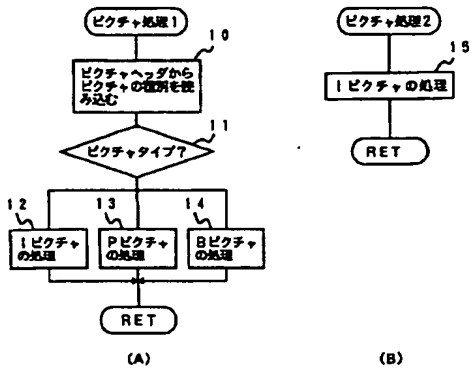 ピクチャ処理1
10
ピクチャヘッダから
ピクチャの種別を読
み込む
11
ピクチャタイプ?
12
Iピクチャ
の処理
13
Pピクチャ
の処理
14
Bピクチャ
の処理
RET
(A)
ピクチャ処理2
15
Iピクチャの処理
RET
(B)